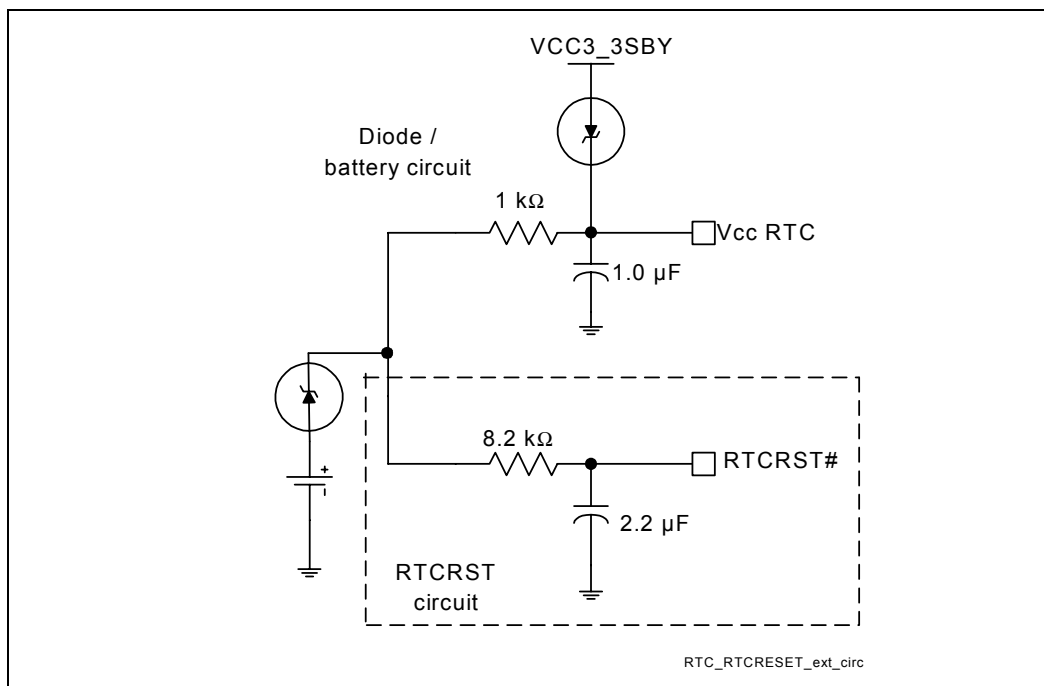 VCC3_3SBY
Diode /
battery circuit
1 kΩ
Vcc RTC
1.0 µF
+
-
8.2 kΩ
RTCRST#
2.2 µF
RTCRST
circuit
RTC_RTCRESET_ext_circ